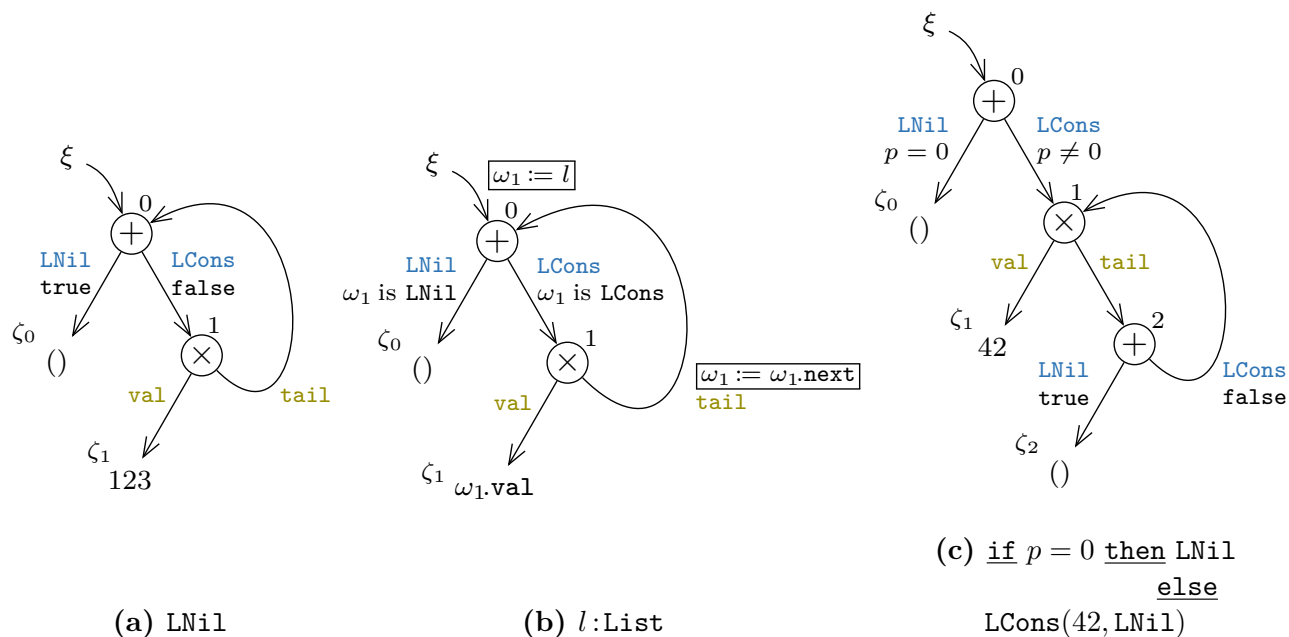 ξ
0
+
LNil
true
LCons
false
ζ₀
()
1
×
val
tail
ζ₁
123
(a) LNil
ξ
ω₁ := l
0
+
LNil
ω₁ is LNil
LCons
ω₁ is LCons
ζ₀
()
1
×
ω₁ := ω₁.next
val
tail
ζ₁
ω₁.val
(b) l:List
ξ
0
+
LNil
p = 0
LCons
p ≠ 0
ζ₀
()
1
×
val
tail
ζ₁
42
2
+
LNil
true
LCons
false
ζ₂
()
(c) if p = 0 then LNil
else
LCons(42, LNil)